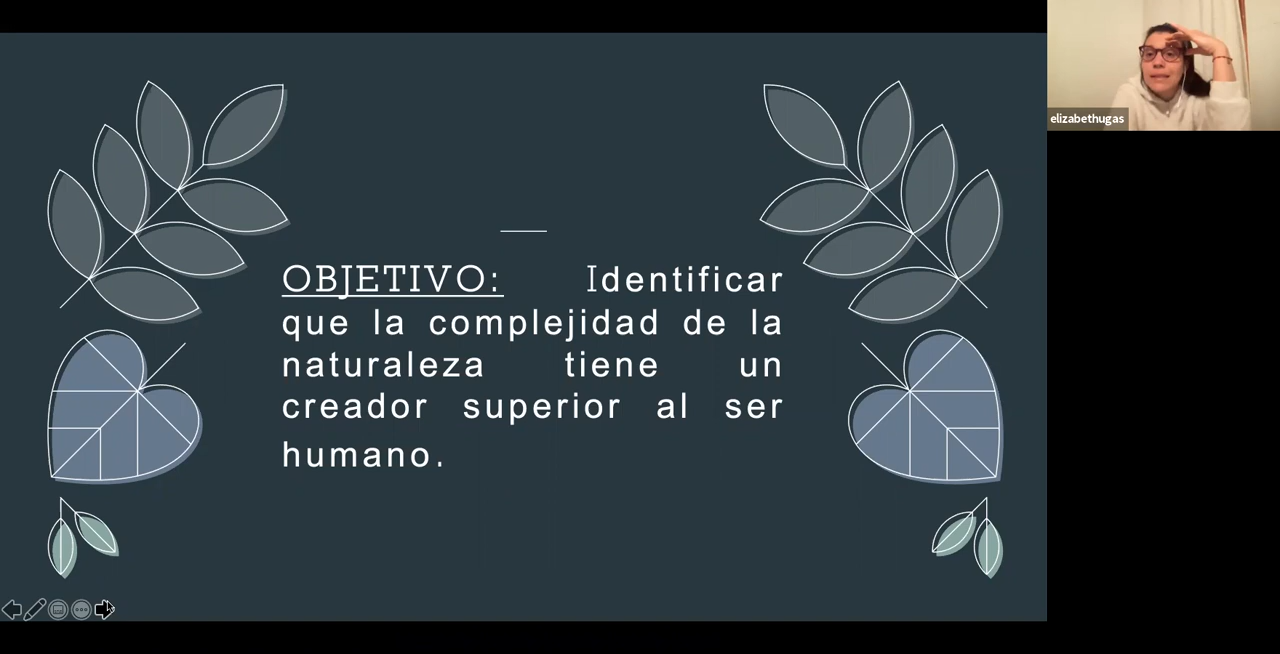 OBJETIVO: Identificar
que la complejidad de la
naturaleza tiene un
creador superior al ser
humano.
elizabethugas